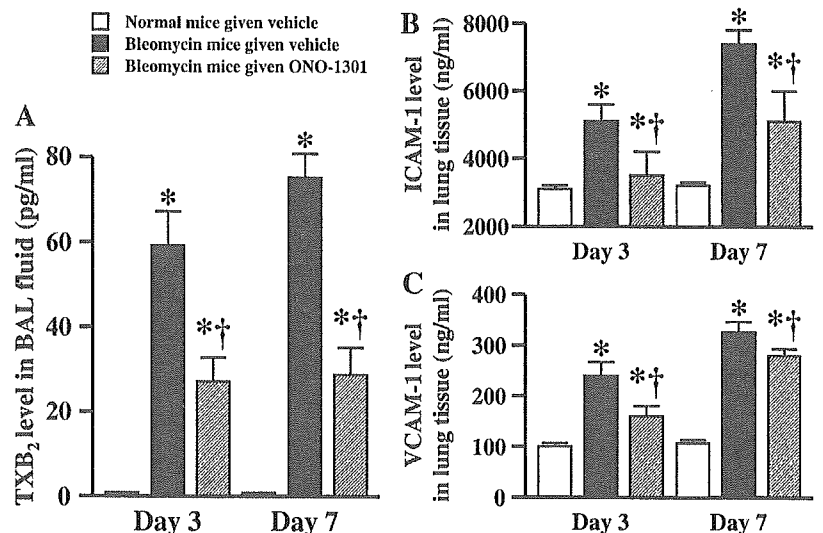 Normal mice given vehicle
Bleomycin mice given vehicle
Bleomycin mice given ONO-1301
A
TXB₂ level in BAL fluid (pg/ml)
80
60
40
20
0
*
*†
*
*†
Day 3
Day 7
B
ICAM-1 level
in lung tissue (ng/ml)
8000
6000
4000
2000
*
*†
*
*†
Day 3
Day 7
C
VCAM-1 level
in lung tissue (ng/ml)
400
300
200
100
0
*
*†
*
*†
Day 3
Day 7